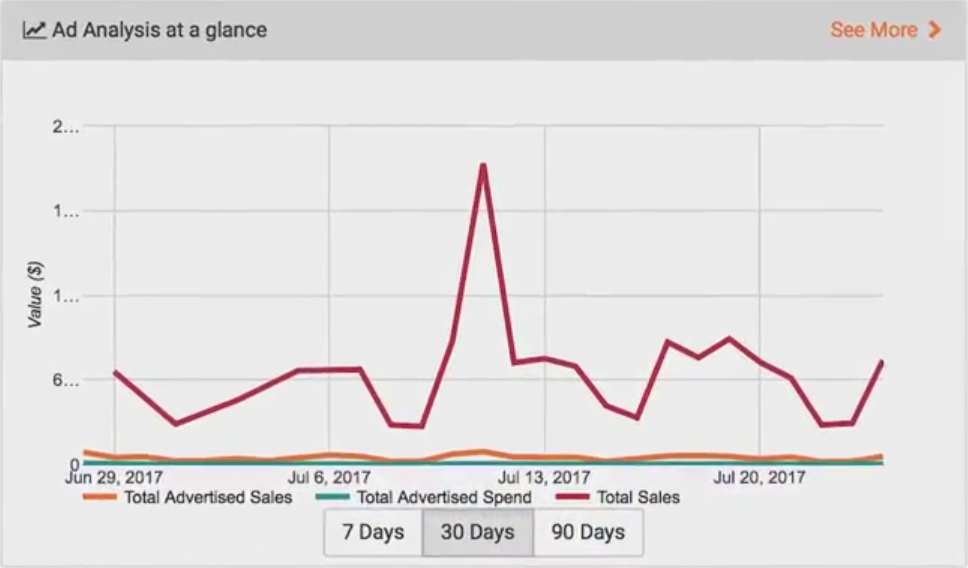 Ad Analysis at a glance
See More
2...
1...
1...
6...
0
Value ($)
Jun 29, 2017 Jul 6, 2017 Jul 13, 2017 Jul 20, 2017
Total Advertised Sales Total Advertised Spend Total Sales
7 Days 30 Days 90 Days